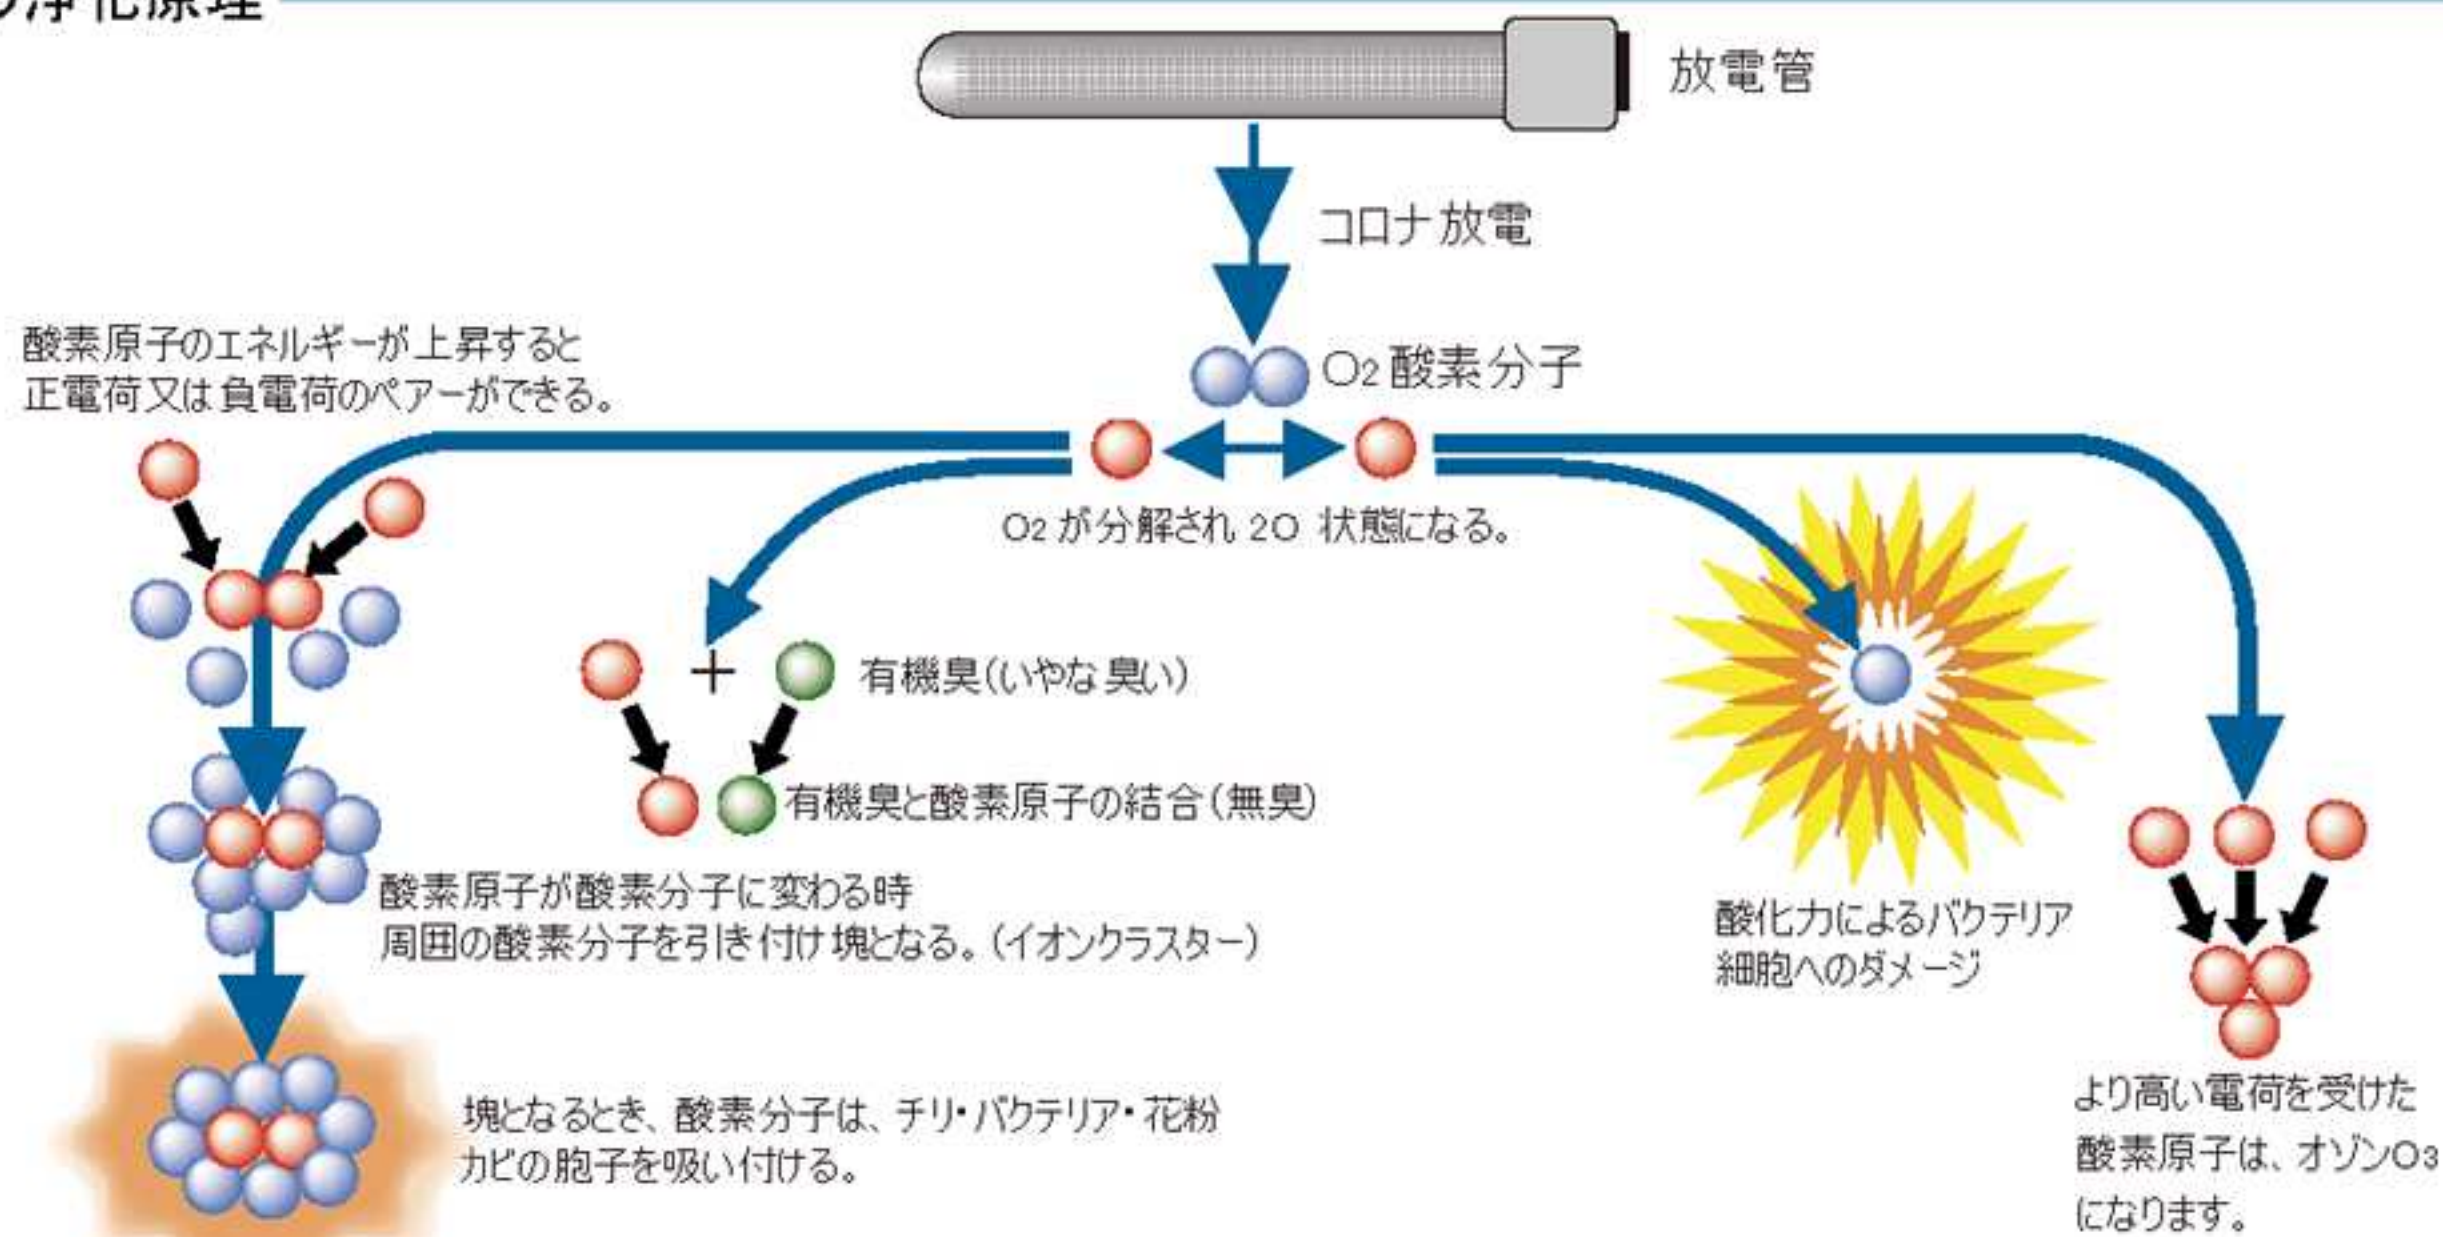 浄化原理
放電管
コロナ放電
O2 酸素分子
酸素原子のエネルギーが上昇すると
正電荷又は負電荷のペアーができる。
O2 が分解され 2O 状態になる。
+
有機臭(いやな臭い)
有機臭と酸素原子の結合(無臭)
酸素原子が酸素分子に変わる時
周囲の酸素分子を引き付け塊となる。(イオンクラスター)
塊となるとき、酸素分子は、チリ・バクテリア・花粉
カビの胞子を吸い付ける。
酸化力によるバクテリア
細胞へのダメージ
より高い電荷を受けた
酸素原子は、オゾンO3
になります。